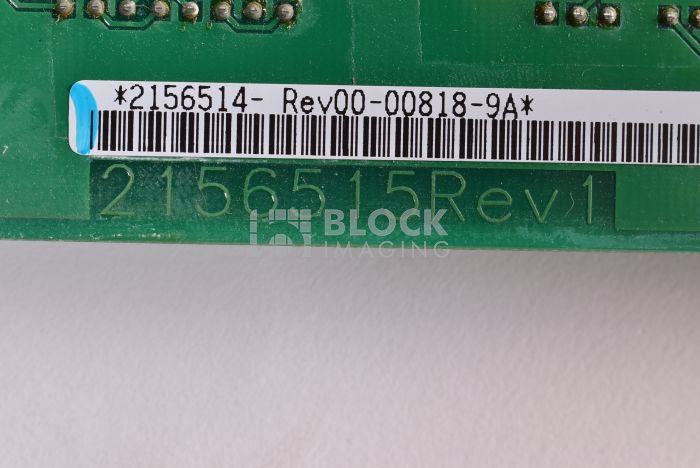 *2156514- Rev00-00818-9A*
2156515Rev1
BLOCK
IMAGING